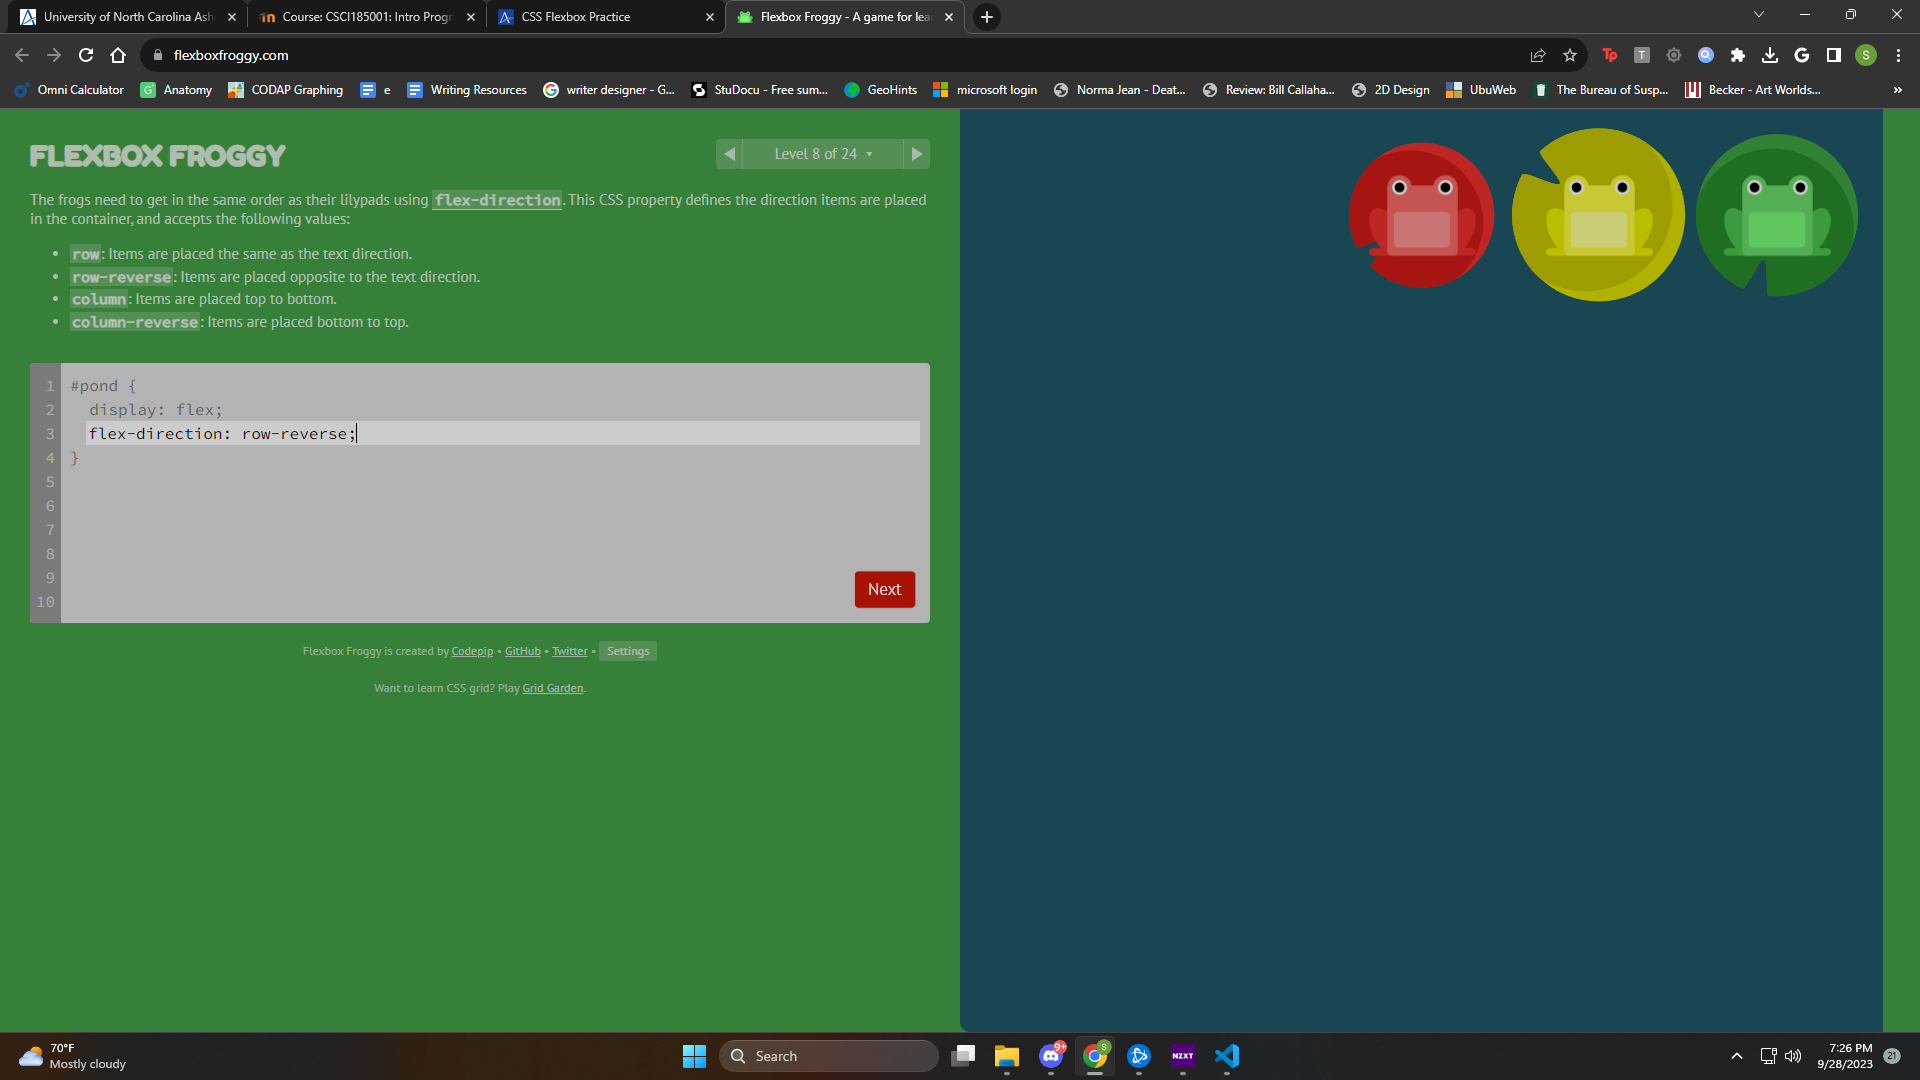 University of North Carolina Ash
Course: CSCI185001: Intro Progr
CSS Flexbox Practice
Flexbox Froggy - A game for lea
flexboxfroggy.com
Tp
T
S
Omni Calculator
Anatomy
CODAP Graphing
e
Writing Resources
writer designer - G...
StuDocu - Free sum...
GeoHints
microsoft login
Norma Jean - Deat...
Review: Bill Callaha...
2D Design
UbuWeb
The Bureau of Susp...
Becker - Art Worlds...
»
FLEXBOX FROGGY
Level 8 of 24
The frogs need to get in the same order as their lilypads using flex-direction. This CSS property defines the direction items are placed
in the container, and accepts the following values:
• row: Items are placed the same as the text direction.
• row-reverse: Items are placed opposite to the text direction.
• column: Items are placed top to bottom.
• column-reverse: Items are placed bottom to top.
1 #pond {
2 display: flex;
3 flex-direction: row-reverse;
4 }
5
6
7
8
9
10
Next
Flexbox Froggy is created by Codepip • GitHub • Twitter • Settings
Want to learn CSS grid? Play Grid Garden.
70°F
Mostly cloudy
Search
9+
S
NZXT
7:26 PM
9/28/2023
21